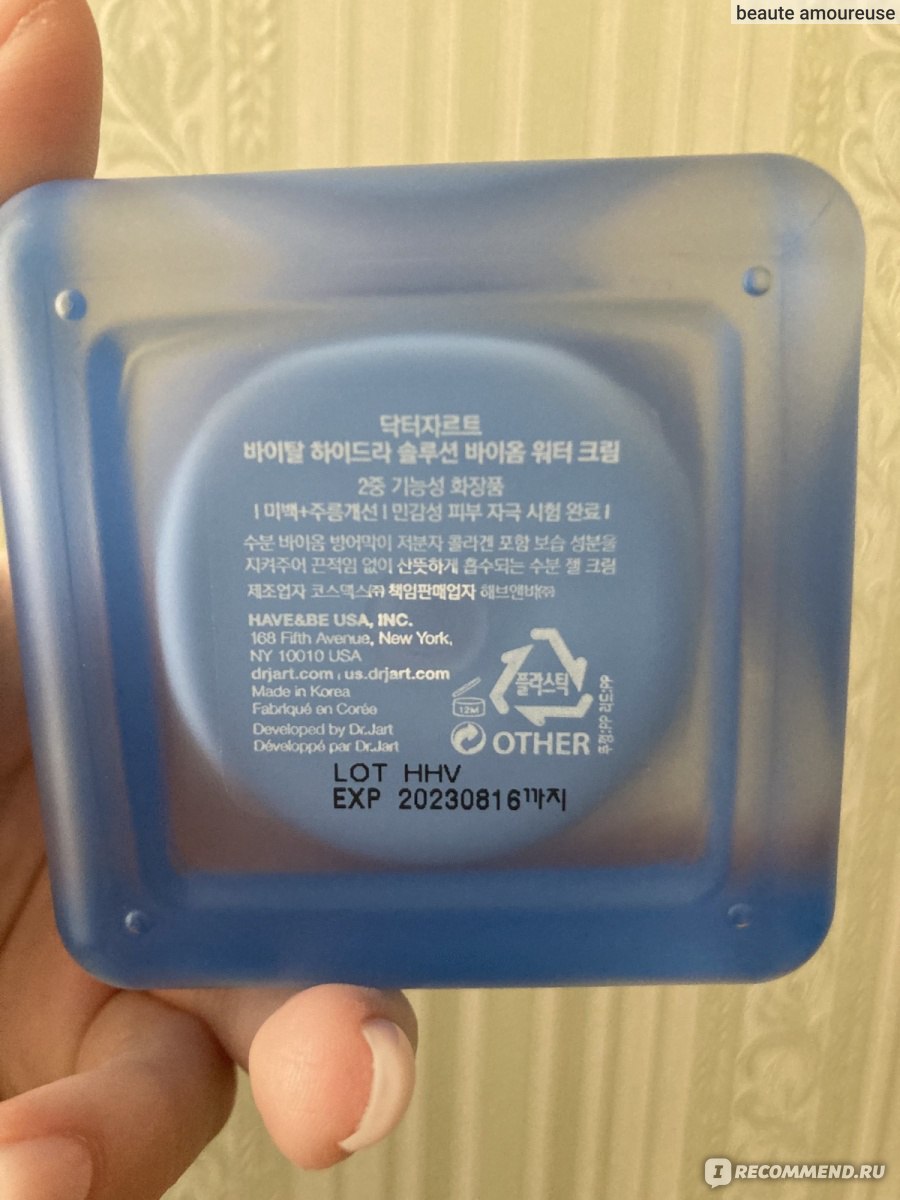 beaute amoureuse
닥터자르트
바이탈 하이드라 솔루션 바이옴 워터 크림
2중 기능성 화장품
I 미백+주름개선 I 민감성 피부 자극 시험 완료 I
수분 바이옴 방어막이 저분자 콜라겐 포함 보습 성분을
지켜주어 끈적임 없이 산뜻하게 흡수되는 수분 젤 크림
제조업자 코스맥스㈜ 책임판매업자 해브앤비㈜
HAVE&BE USA, INC.
168 Fifth Avenue, New York,
NY 10010 USA
drjart.com , us.drjart.com
Made in Korea
Fabriqué en Corée
Developed by Dr.Jart
Développé par Dr.Jart
12M
플라스틱
OTHER
뚜껑:PP 리드:PP
LOT HHV
EXP 20230816까지
IRECOMMEND.RU